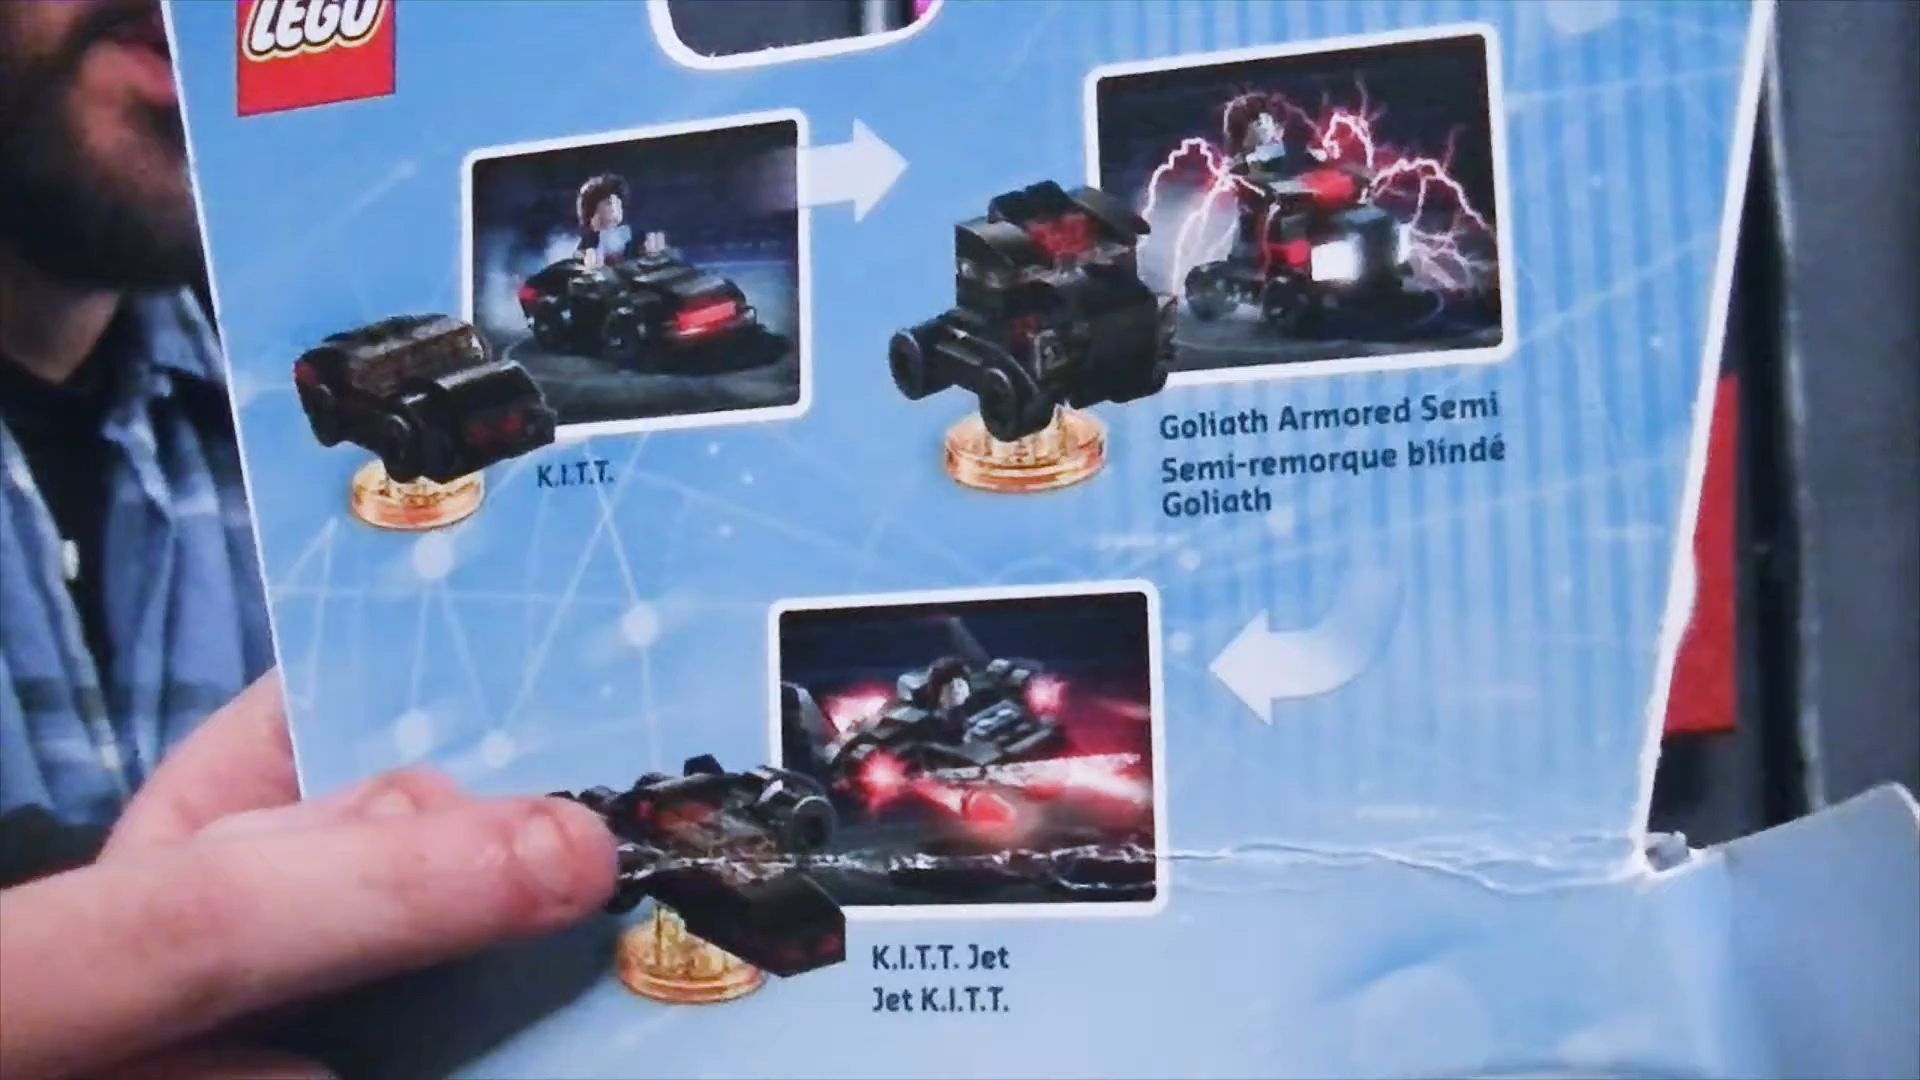 LEGO
K.I.T.T.
Goliath Armored Semi
Semi-remorque blindé
Goliath
K.I.T.T. Jet
Jet K.I.T.T.